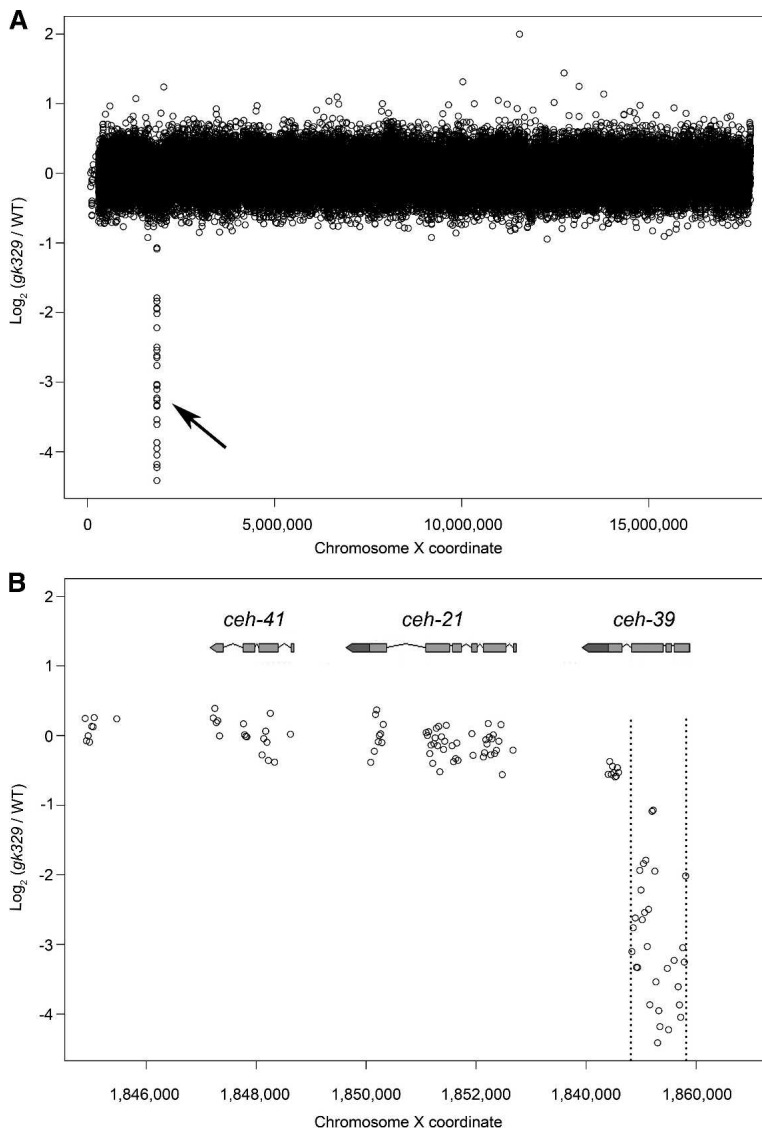 A
2
1
0
-1
-2
-3
-4
Log2 (gk329 / WT)
0
5,000,000
10,000,000
15,000,000
Chromosome X coordinate
B
ceh-41
ceh-21
ceh-39
2
1
0
-1
-2
-3
-4
Log2 (gk329 / WT)
1,846,000
1,848,000
1,850,000
1,852,000
1,840,000
1,860,000
Chromosome X coordinate